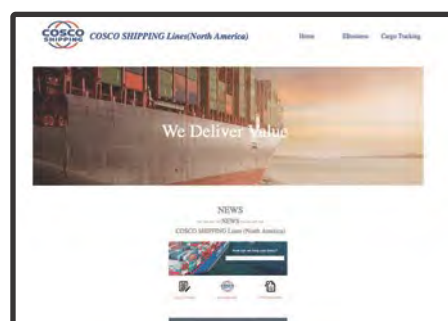 COSCO
SHIPPING
COSCO SHIPPING Lines(North America)
Home
EBusiness
Cargo Tracking
We Deliver Value
NEWS
NEWS
COSCO SHIPPING Lines (North America)